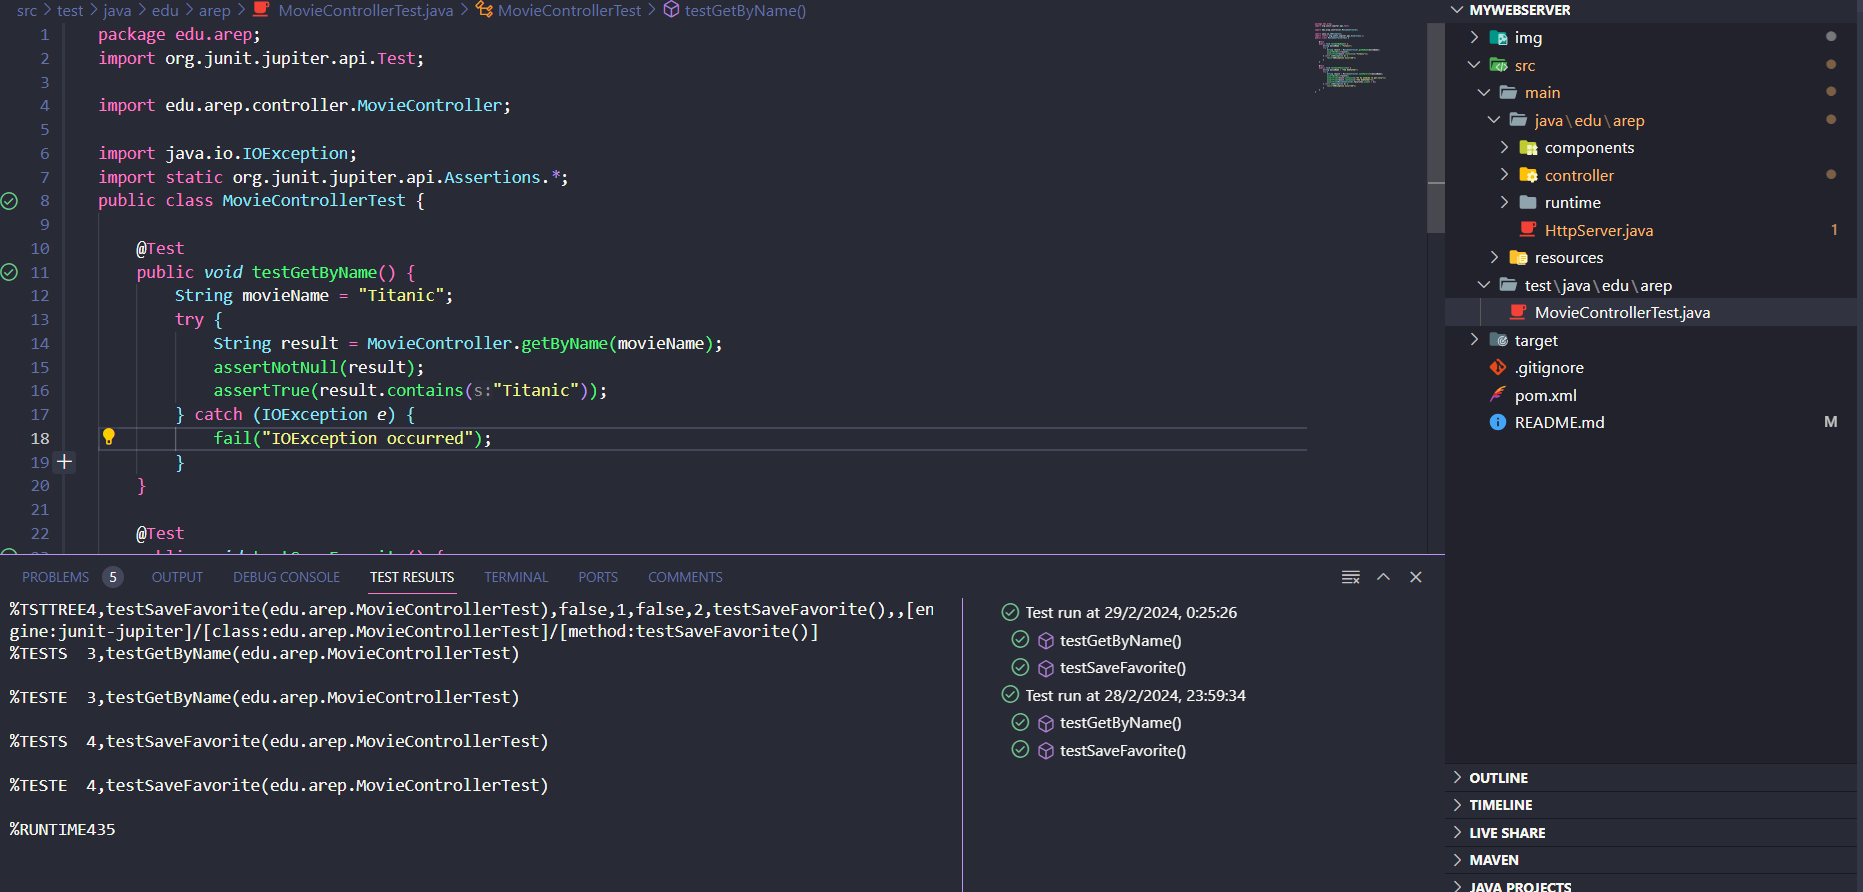 src > test > java > edu > arep > MovieControllerTest.java > MovieControllerTest > testGetByName()
1 package edu.arep;
2 import org.junit.jupiter.api.Test;
3
4 import edu.arep.controller.MovieController;
5
6 import java.io.IOException;
7 import static org.junit.jupiter.api.Assertions.*;
8 public class MovieControllerTest {
9
10 @Test
11 public void testGetByName() {
12 String movieName = "Titanic";
13 try {
14 String result = MovieController.getByName(movieName);
15 assertNotNull(result);
16 assertTrue(result.contains(s:"Titanic"));
17 } catch (IOException e) {
18 fail("IOException occurred");
19 }
20 }
21
22 @Test
PROBLEMS 5 OUTPUT DEBUG CONSOLE TEST RESULTS TERMINAL PORTS COMMENTS
%TSTTREE4,testSaveFavorite(edu.arep.MovieControllerTest),false,1,false,2,testSaveFavorite(),,[en
gine:junit-jupiter]/[class:edu.arep.MovieControllerTest]/[method:testSaveFavorite()]
%TESTS 3,testGetByName(edu.arep.MovieControllerTest)
%TESTE 3,testGetByName(edu.arep.MovieControllerTest)
%TESTS 4,testSaveFavorite(edu.arep.MovieControllerTest)
%TESTE 4,testSaveFavorite(edu.arep.MovieControllerTest)
%RUNTIME435
Test run at 29/2/2024, 0:25:26
testGetByName()
testSaveFavorite()
Test run at 28/2/2024, 23:59:34
testGetByName()
testSaveFavorite()
MYWEBSERVER
img
src
main
java\edu\arep
components
controller
runtime
HttpServer.java 1
resources
test\java\edu\arep
MovieControllerTest.java
target
.gitignore
pom.xml
README.md M
OUTLINE
TIMELINE
LIVE SHARE
MAVEN
JAVA PROJECTS